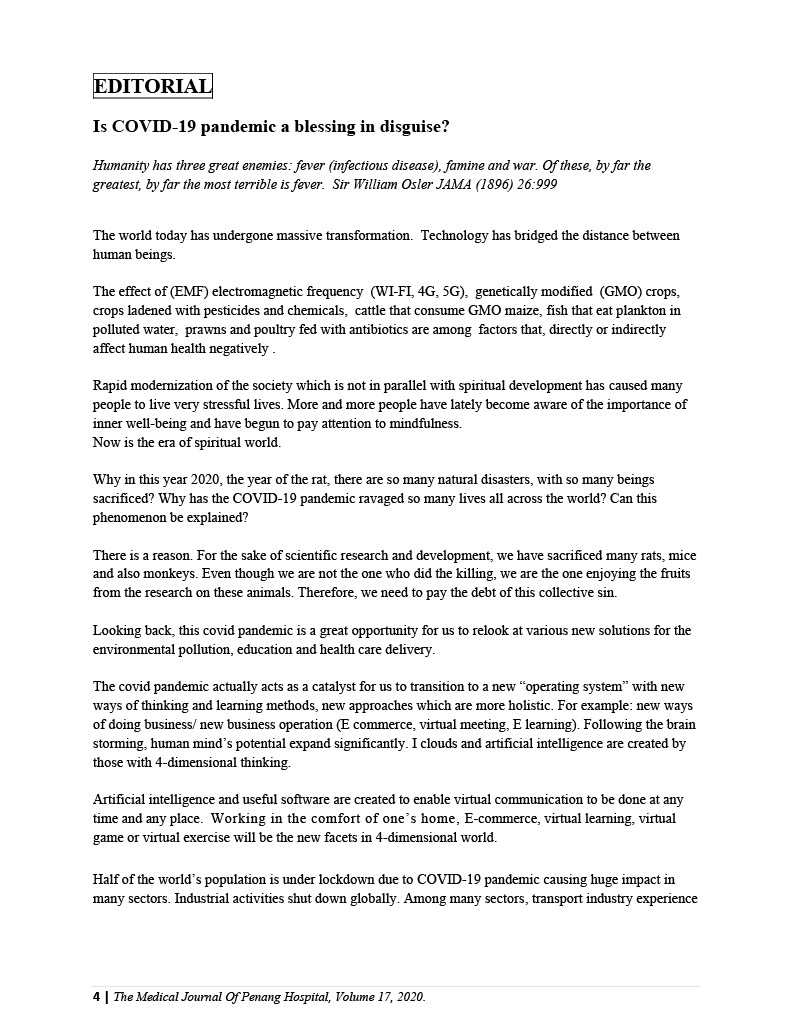 EDITORIAL
Is COVID-19 pandemic a blessing in disguise?
Humanity has three great enemies: fever (infectious disease), famine and war. Of these, by far the
greatest, by far the most terrible is fever.  Sir William Osler JAMA (1896) 26:999
The world today has undergone massive transformation.  Technology has bridged the distance between
human beings.
The effect of (EMF) electromagnetic frequency  (WI-FI, 4G, 5G),  genetically modified  (GMO) crops,
crops ladened with pesticides and chemicals,  cattle that consume GMO maize, fish that eat plankton in
polluted water,  prawns and poultry fed with antibiotics are among  factors that, directly or indirectly
affect human health negatively .
Rapid modernization of the society which is not in parallel with spiritual development has caused many
people to live very stressful lives. More and more people have lately become aware of the importance of
inner well-being and have begun to pay attention to mindfulness.
Now is the era of spiritual world.
Why in this year 2020, the year of the rat, there are so many natural disasters, with so many beings
sacrificed? Why has the COVID-19 pandemic ravaged so many lives all across the world? Can this
phenomenon be explained?
There is a reason. For the sake of scientific research and development, we have sacrificed many rats, mice
and also monkeys. Even though we are not the one who did the killing, we are the one enjoying the fruits
from the research on these animals. Therefore, we need to pay the debt of this collective sin.
Looking back, this covid pandemic is a great opportunity for us to relook at various new solutions for the
environmental pollution, education and health care delivery.
The covid pandemic actually acts as a catalyst for us to transition to a new “operating system” with new
ways of thinking and learning methods, new approaches which are more holistic. For example: new ways
of doing business/ new business operation (E commerce, virtual meeting, E learning). Following the brain
storming, human mind’s potential expand significantly. I clouds and artificial intelligence are created by
those with 4-dimensional thinking.
Artificial intelligence and useful software are created to enable virtual communication to be done at any
time and any place.  Working in the comfort of one’s home, E-commerce, virtual learning, virtual
game or virtual exercise will be the new facets in 4-dimensional world.
Half of the world’s population is under lockdown due to COVID-19 pandemic causing huge impact in
many sectors. Industrial activities shut down globally. Among many sectors, transport industry experience
4 | The Medical Journal Of Penang Hospital, Volume 17, 2020.